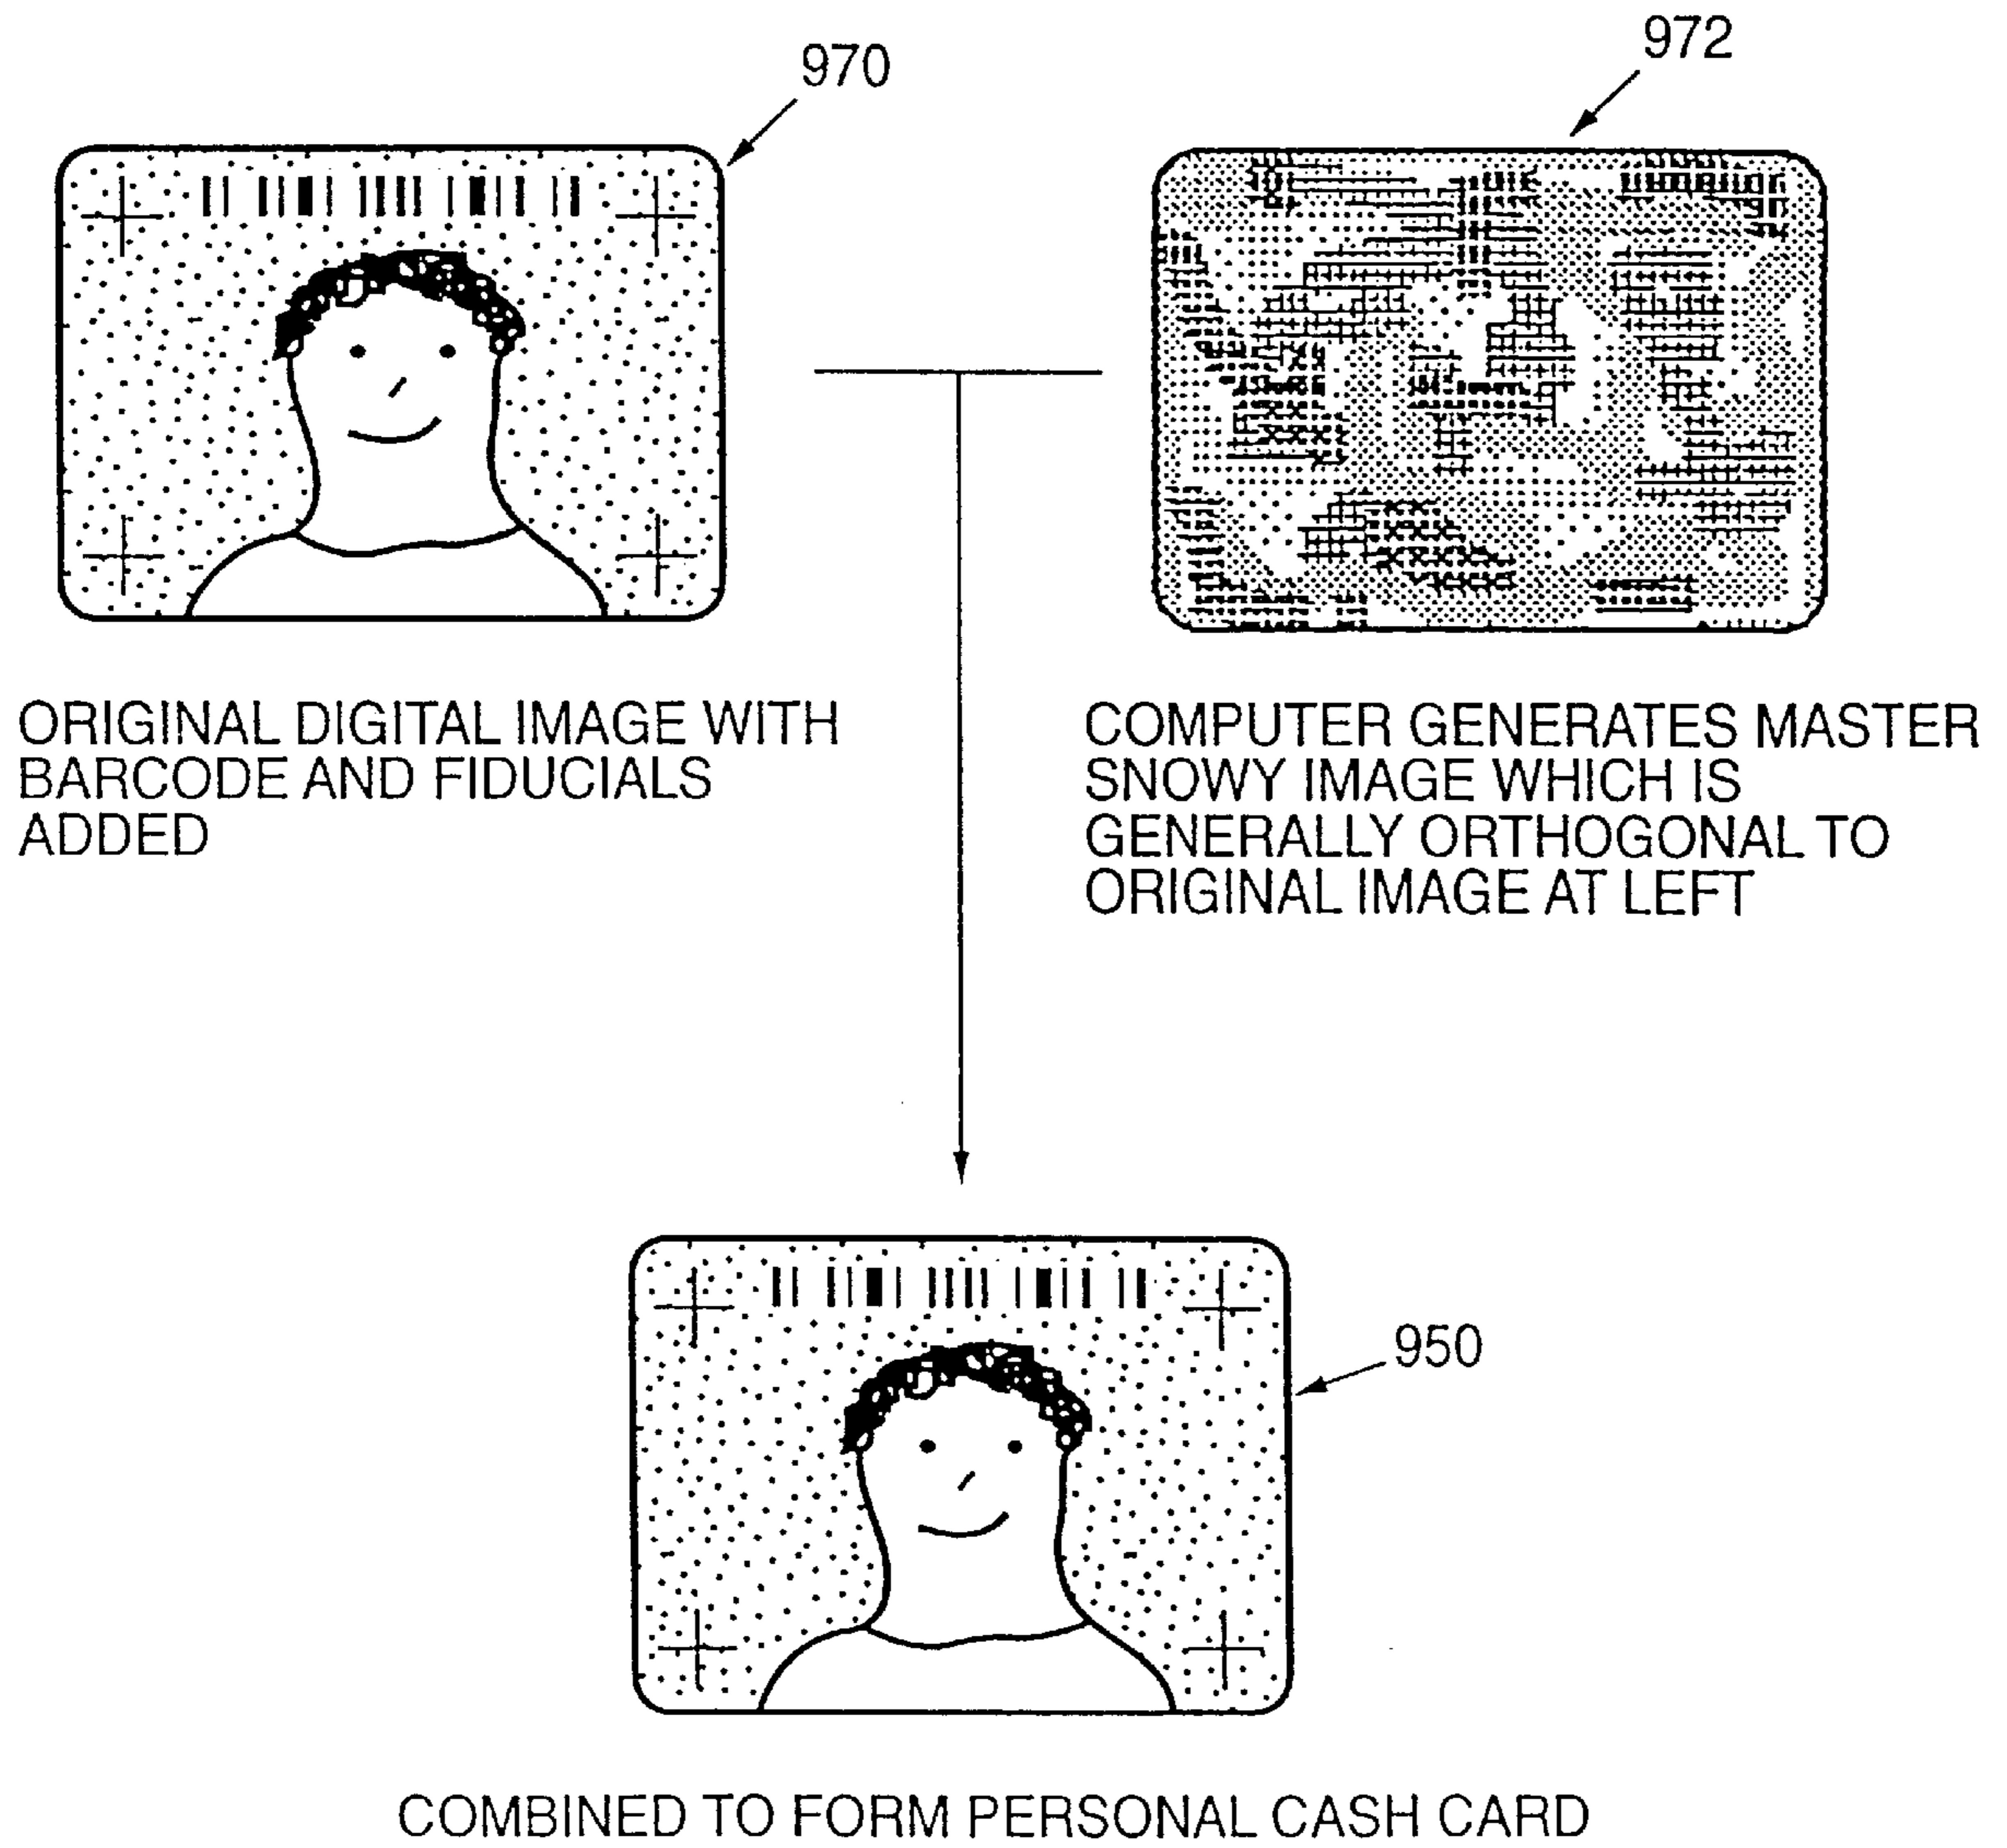 970
972
ORIGINAL DIGITAL IMAGE WITH
BARCODE AND FIDUCIALS
ADDED
COMPUTER GENERATES MASTER
SNOWY IMAGE WHICH IS
GENERALLY ORTHOGONAL TO
ORIGINAL IMAGE AT LEFT
950
COMBINED TO FORM PERSONAL CASH CARD